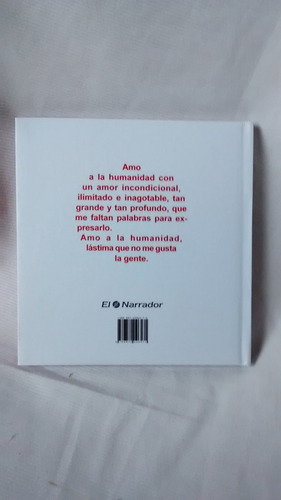 Amo
a la humanidad con
un amor incondicional,
ilimitado e inagotable, tan
grande y tan profundo, que
me faltan palabras para ex-
presarlo.
Amo a la humanidad,
lástima que no me gusta
la gente.
El Narrador